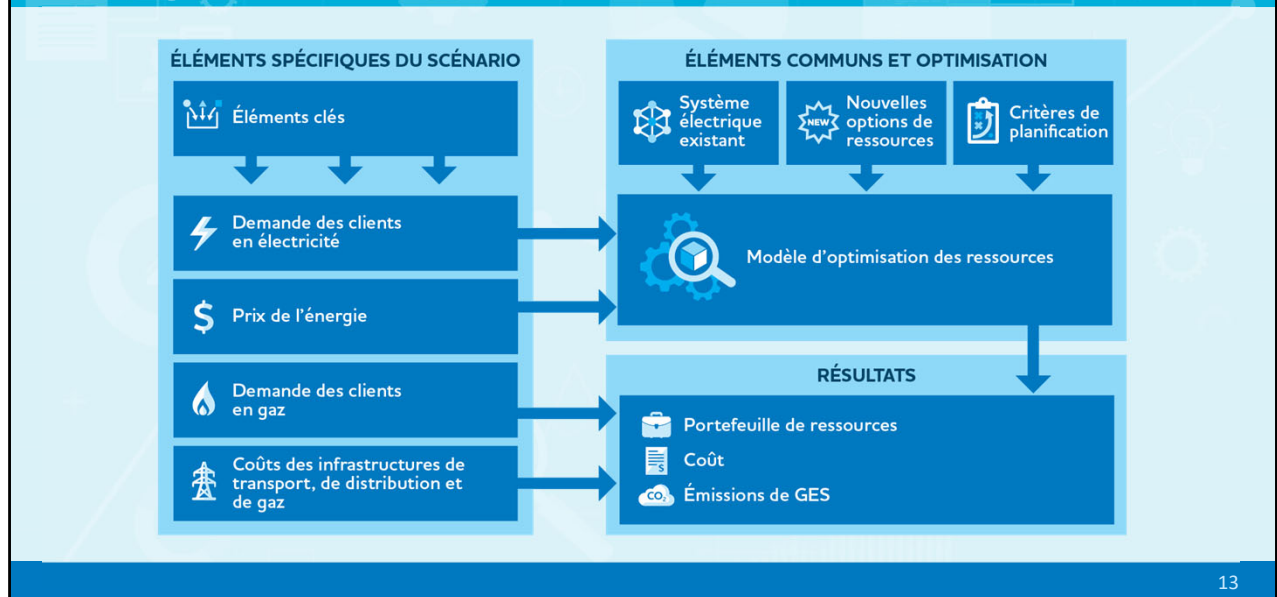 ÉLÉMENTS SPÉCIFIQUES DU SCÉNARIO
Éléments clés
Demande des clients
en électricité
Prix de l'énergie
Demande des clients
en gaz
Coûts des infrastructures de
transport, de distribution et
de gaz
ÉLÉMENTS COMMUNS ET OPTIMISATION
Système
électrique
existant
NEW
Nouvelles
options de
ressources
Critères de
planification
Modèle d'optimisation des ressources
RÉSULTATS
Portefeuille de ressources
$
Coût
CO₂
Émissions de GES
13